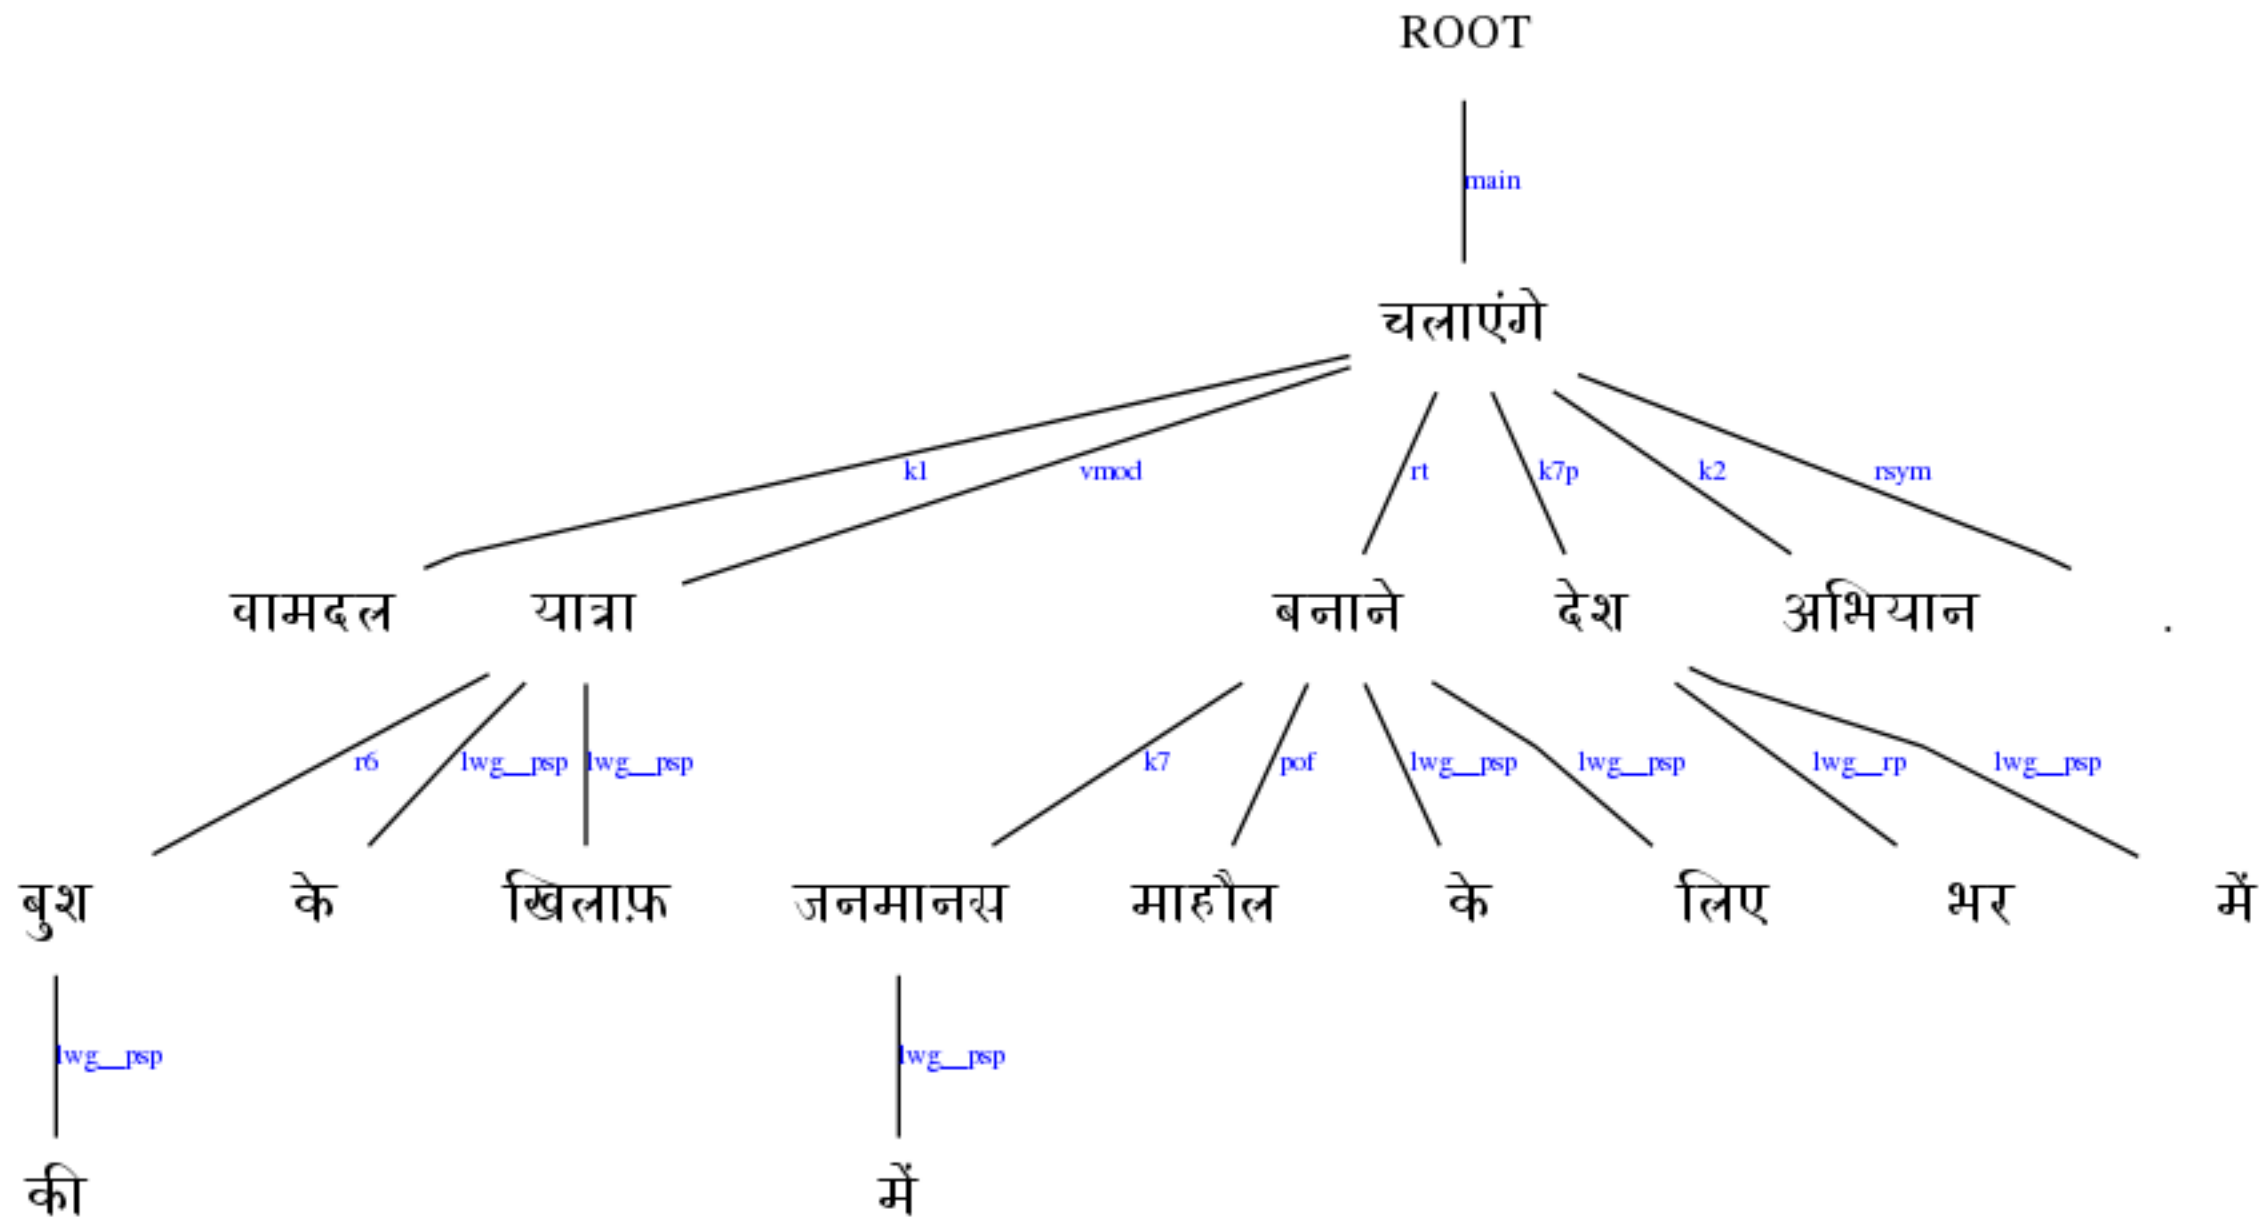 ROOT
main
चलाएंगे
k1 vmod rt k7p k2 rsym
वामदल यात्रा बनाने देश अभियान .
r6 lwg__psp lwg__psp k7 pof lwg__psp lwg__psp lwg__rp lwg__psp
बुश के खिलाफ़ जनमानस माहौल के लिए भर में
lwg__psp lwg__psp
की में